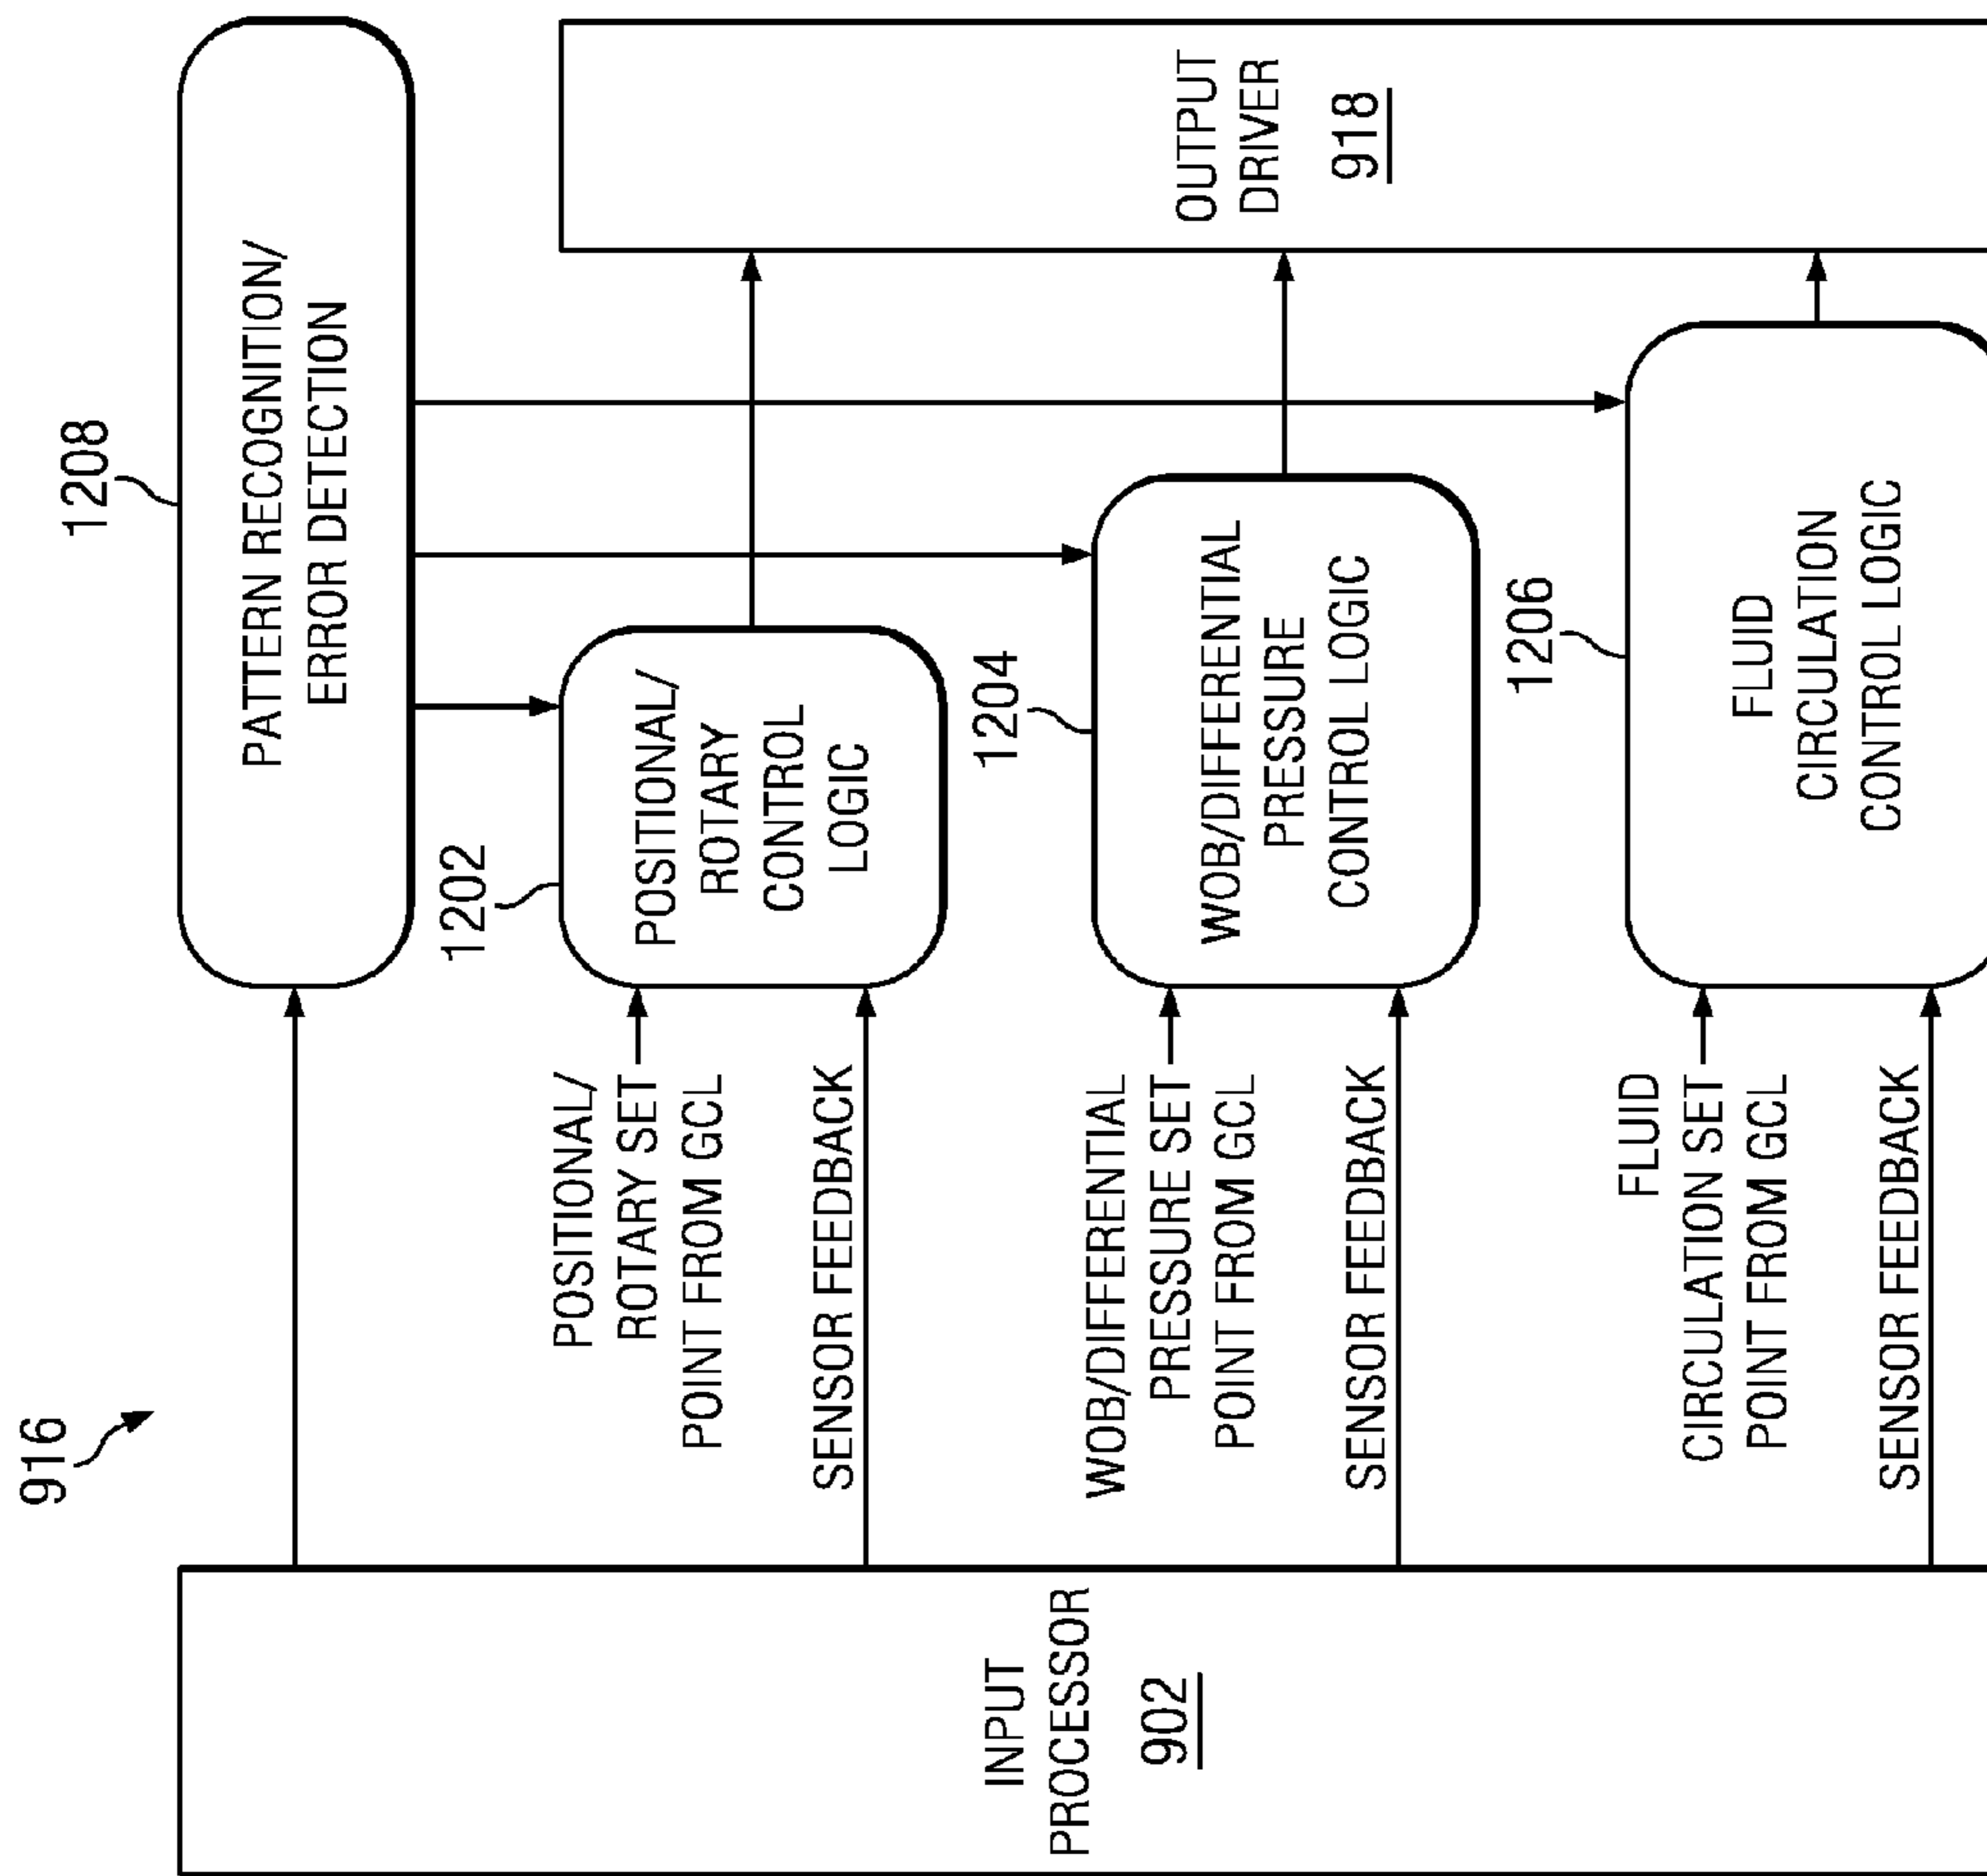 916
1208
PATTERN RECOGNITION/
ERROR DETECTION
1202
POSITIONAL/
ROTARY SET
POINT FROM GCL
SENSOR FEEDBACK
POSITIONAL/
ROTARY
CONTROL
LOGIC
1204
WOB/DIFFERENTIAL
PRESSURE SET
POINT FROM GCL
SENSOR FEEDBACK
WOB/DIFFERENTIAL
PRESSURE
CONTROL LOGIC
1206
FLUID
CIRCULATION SET
POINT FROM GCL
SENSOR FEEDBACK
FLUID
CIRCULATION
CONTROL LOGIC
INPUT
PROCESSOR
902
OUTPUT
DRIVER
918